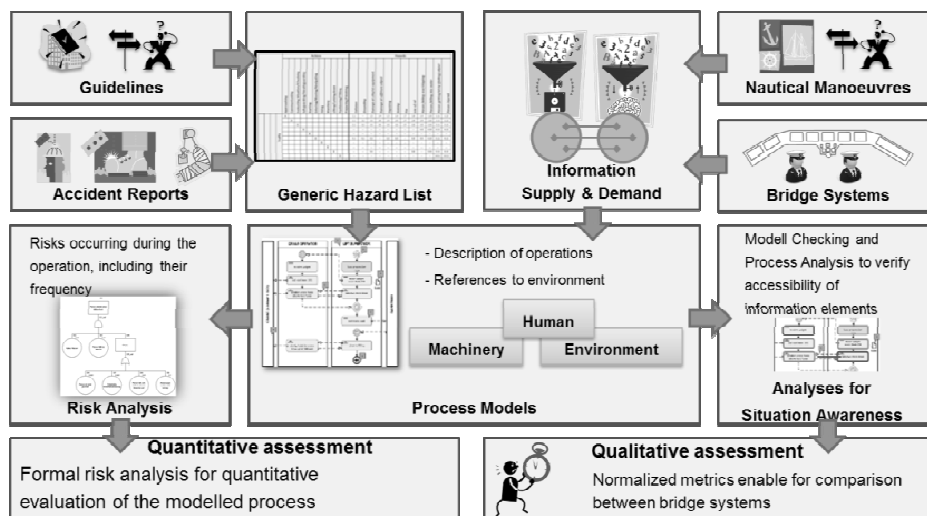 Guidelines
Accident Reports
Generic Hazard List
Information
Supply & Demand
Nautical Manoeuvres
Bridge Systems
Risks occurring during the
operation, including their
frequency
Risk Analysis
- Description of operations
- References to environment
Human
Machinery
Environment
Process Models
Modell Checking and
Process Analysis to verify
accessibility of
information elements
Analyses for
Situation Awareness
Quantitative assessment
Formal risk analysis for quantitative
evaluation of the modelled process
Qualitative assessment
Normalized metrics enable for comparison
between bridge systems